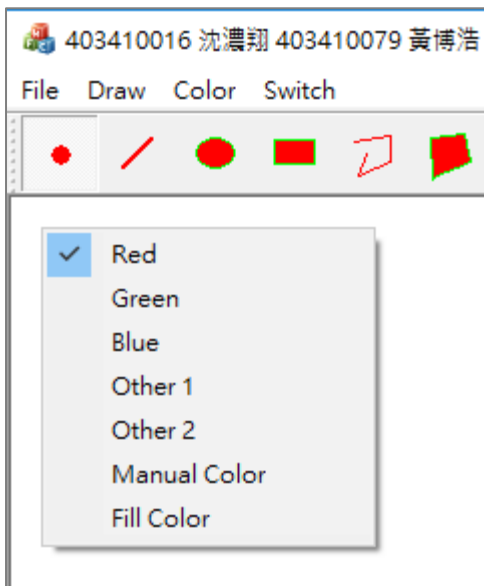 403410016 沈濃翔 403410079 黃博浩
File Draw Color Switch
Red
Green
Blue
Other 1
Other 2
Manual Color
Fill Color